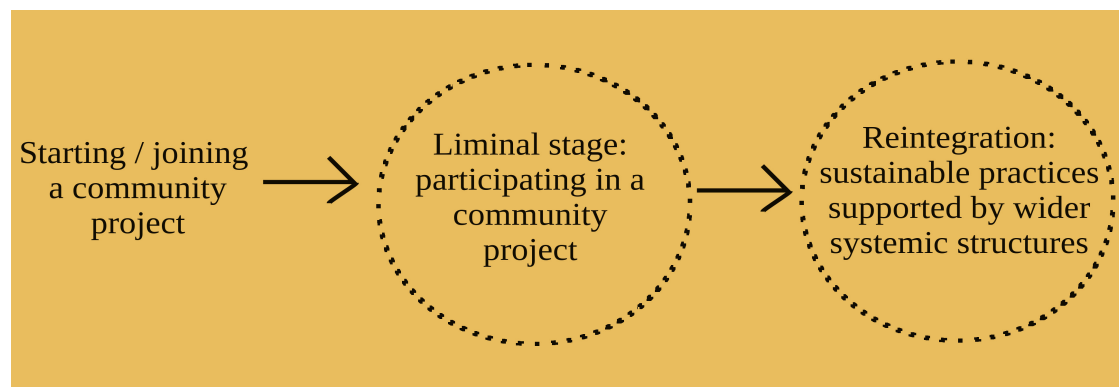 Starting / joining
a community
project
Liminal stage:
participating in a
community
project
Reintegration:
sustainable practices
supported by wider
systemic structures